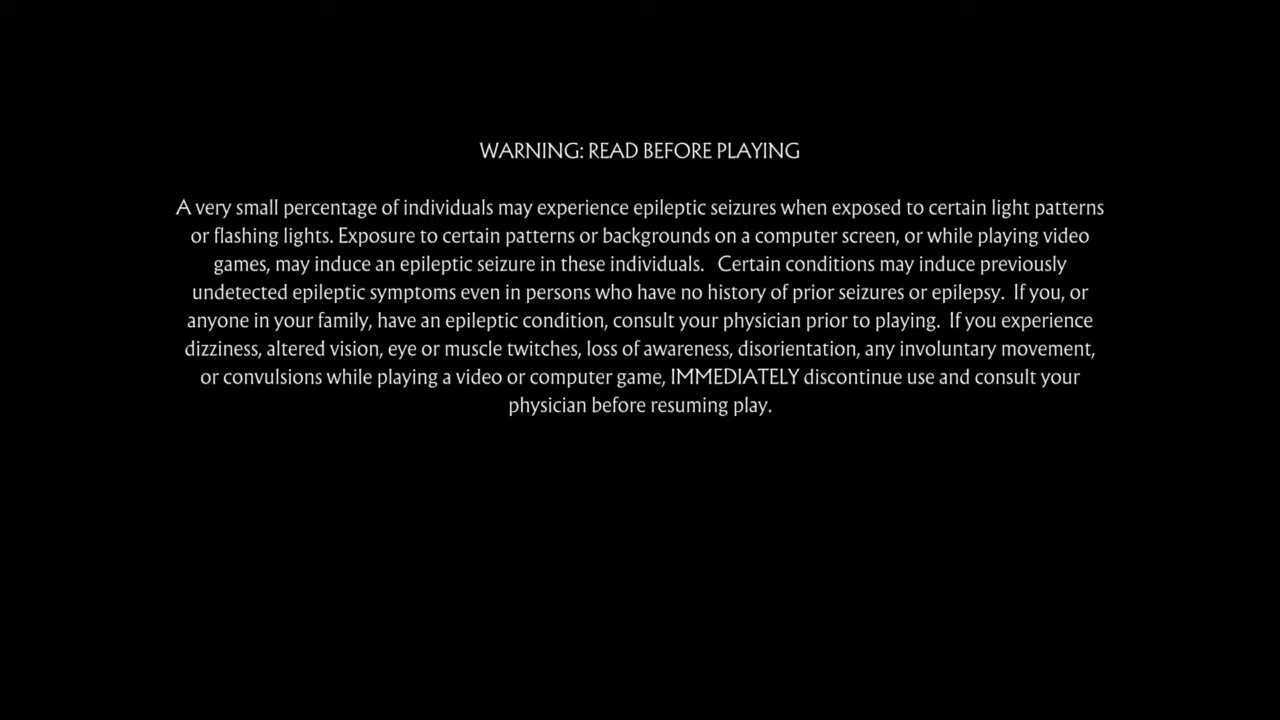 WARNING: READ BEFORE PLAYING
A very small percentage of individuals may experience epileptic seizures when exposed to certain light patterns
or flashing lights. Exposure to certain patterns or backgrounds on a computer screen, or while playing video
games, may induce an epileptic seizure in these individuals.   Certain conditions may induce previously
undetected epileptic symptoms even in persons who have no history of prior seizures or epilepsy.  If you, or
anyone in your family, have an epileptic condition, consult your physician prior to playing.  If you experience
dizziness, altered vision, eye or muscle twitches, loss of awareness, disorientation, any involuntary movement,
or convulsions while playing a video or computer game, IMMEDIATELY discontinue use and consult your
physician before resuming play.